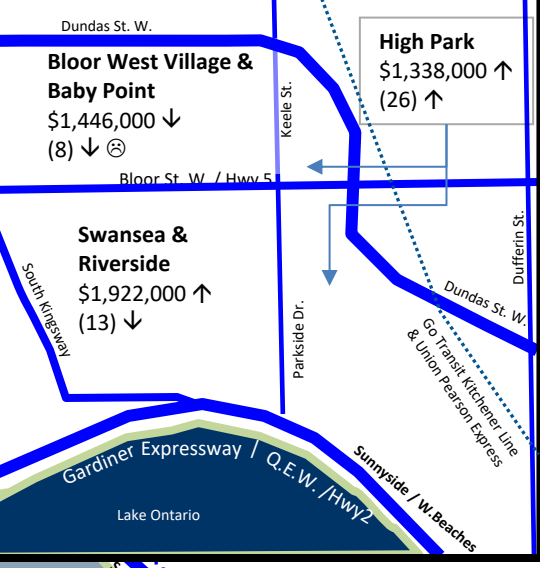 Dundas St. W.
Bloor West Village &
Baby Point
$1,446,000 ↓
(8) ↓ ☹
High Park
$1,338,000 ↑
(26) ↑
Keele St.
Bloor St. W. / Hwy 5
Swansea &
Riverside
$1,922,000 ↑
(13) ↓
South Kingsway
Parkside Dr.
Dufferin St.
Dundas St. W.
Go Transit Kitchener Line
& Union Pearson Express
Gardiner Expressway / Q.E.W. /Hwy2
Sunnyside / W.Beaches
Lake Ontario